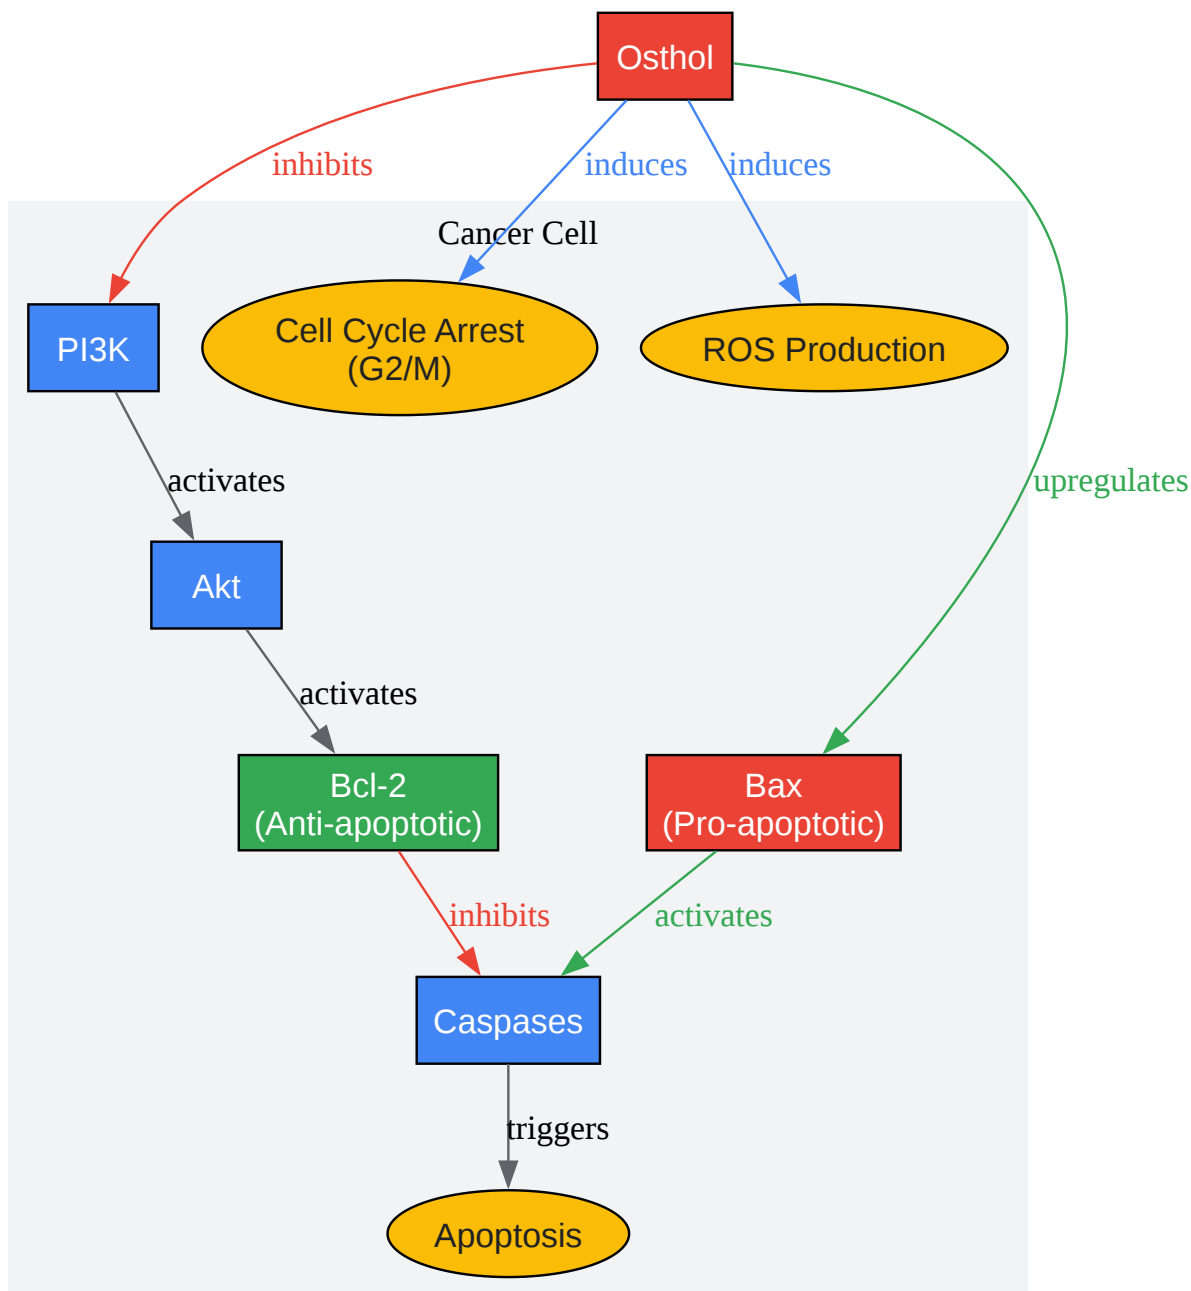 Osthol
inhibits
induces
induces
Cancer Cell
PI3K
Cell Cycle Arrest
(G2/M)
ROS Production
activates
upregulates
Akt
activates
Bcl-2
(Anti-apoptotic)
Bax
(Pro-apoptotic)
inhibits
activates
Caspases
triggers
Apoptosis